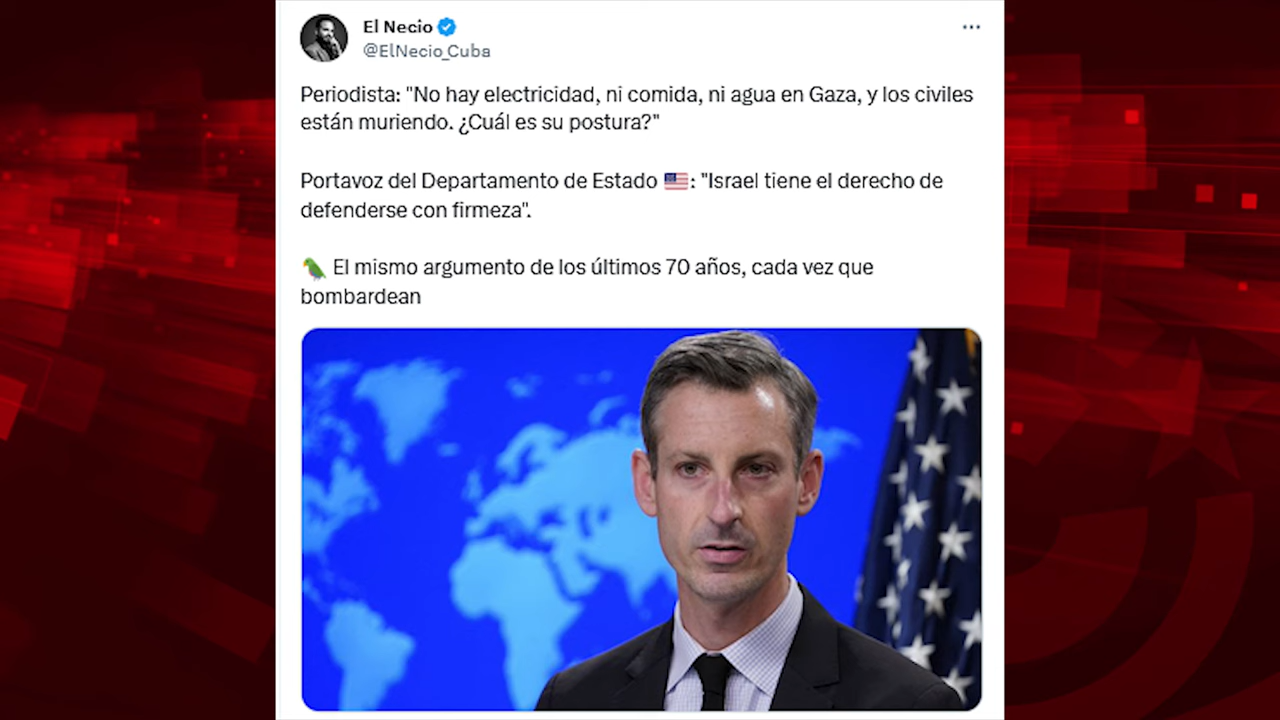 El Necio
@ElNecio_Cuba
Periodista: "No hay electricidad, ni comida, ni agua en Gaza, y los civiles
están muriendo. ¿Cuál es su postura?"
Portavoz del Departamento de Estado 🇺🇸: "Israel tiene el derecho de
defenderse con firmeza".
🦜 El mismo argumento de los últimos 70 años, cada vez que
bombardean